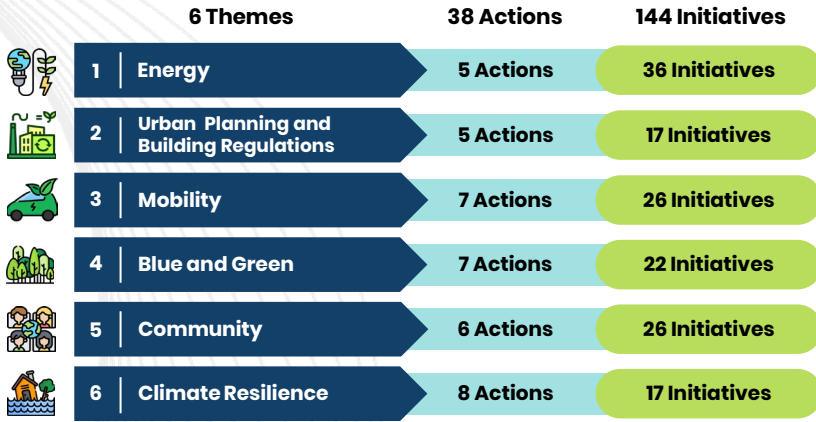 6 Themes 38 Actions 144 Initiatives
1 Energy 5 Actions 36 Initiatives
2 Urban Planning and
Building Regulations 5 Actions 17 Initiatives
3 Mobility 7 Actions 26 Initiatives
4 Blue and Green 7 Actions 22 Initiatives
5 Community 6 Actions 26 Initiatives
6 Climate Resilience 8 Actions 17 Initiatives